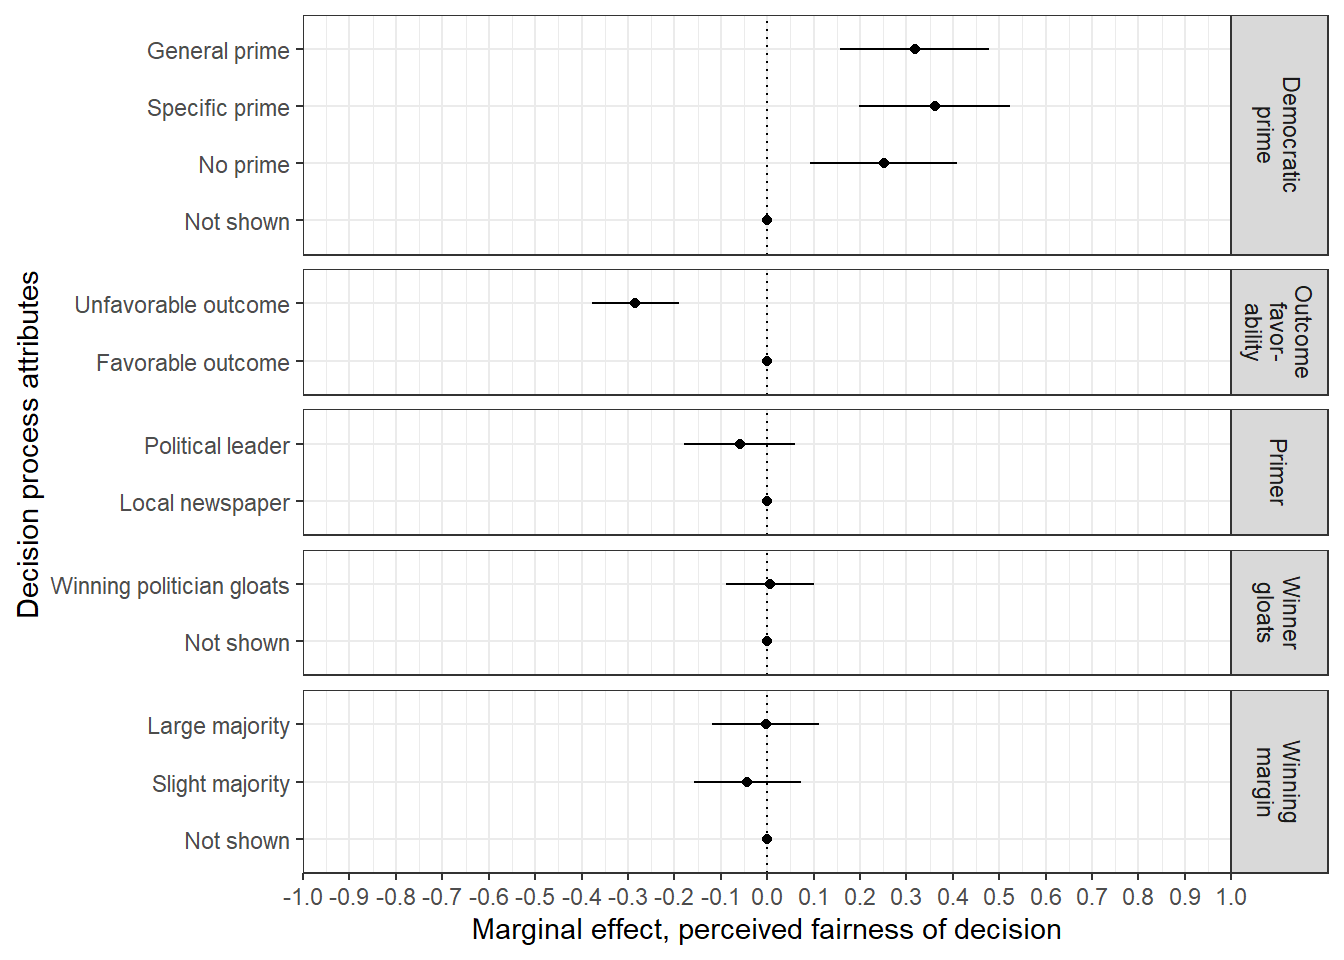 General prime
Specific prime
No prime
Not shown
Democratic
prime
Unfavorable outcome
Favorable outcome
Outcome
favor-
ability
Political leader
Local newspaper
Primer
Winning politician gloats
Not shown
Winner
gloats
Large majority
Slight majority
Not shown
Winning
margin
Decision process attributes
-1.0 -0.9 -0.8 -0.7 -0.6 -0.5 -0.4 -0.3 -0.2 -0.1 0.0 0.1 0.2 0.3 0.4 0.5 0.6 0.7 0.8 0.9 1.0
Marginal effect, perceived fairness of decision